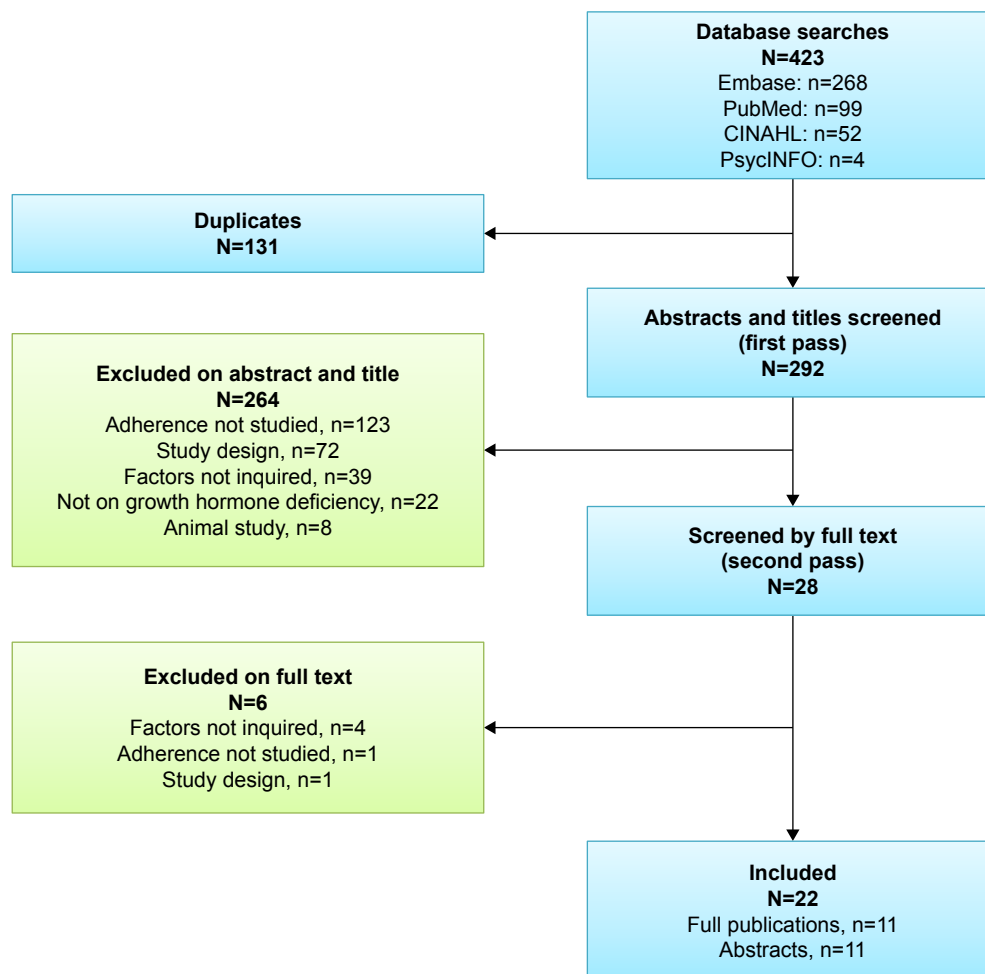 Database searches
N=423
Embase: n=268
PubMed: n=99
CINAHL: n=52
PsycINFO: n=4
Duplicates
N=131
Abstracts and titles screened
(first pass)
N=292
Excluded on abstract and title
N=264
Adherence not studied, n=123
Study design, n=72
Factors not inquired, n=39
Not on growth hormone deficiency, n=22
Animal study, n=8
Screened by full text
(second pass)
N=28
Excluded on full text
N=6
Factors not inquired, n=4
Adherence not studied, n=1
Study design, n=1
Included
N=22
Full publications, n=11
Abstracts, n=11